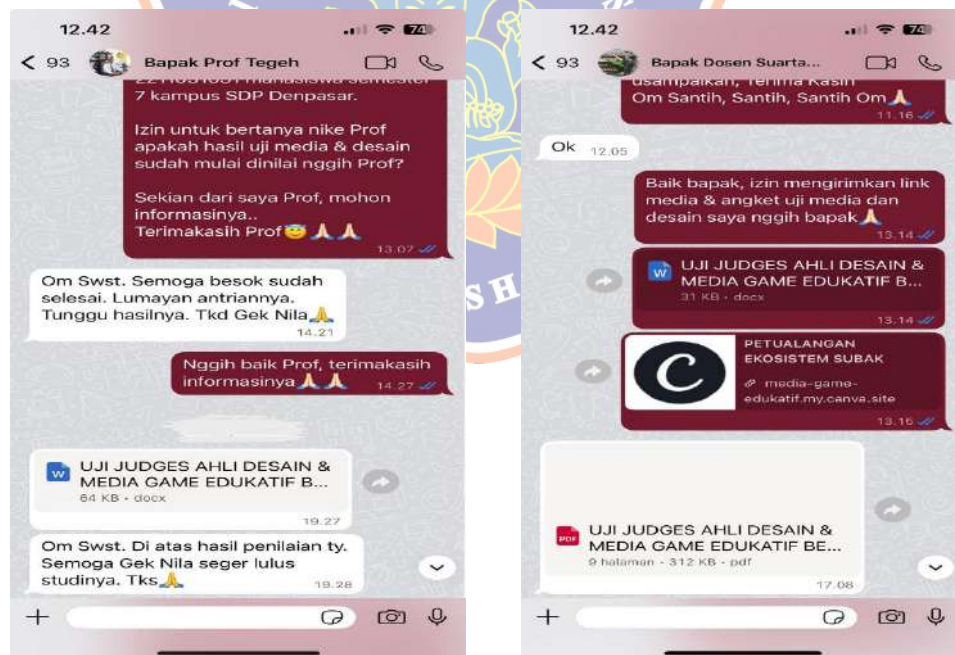 12.42
74
93
Bapak Prof Tegeh
7 kampus SDP Denpasar.
Izin untuk bertanya nike Prof
apakah hasil uji media & desain
sudah mulai dinilai nggih Prof?
Sekian dari saya Prof, mohon
informasinya..
Terimakasih Prof😇🙏🏻🙏🏻
13.07
Om Swst. Semoga besok sudah
selesai. Lumayan antriannya.
Tunggu hasilnya. Tkd Gek Nila🙏
14.21
Nggih baik Prof, terimakasih
informasinya🙏🏻🙏🏻
14.27
W
UJI JUDGES AHLI DESAIN &
MEDIA GAME EDUKATIF B...
64 KB • docx
19.27
Om Swst. Di atas hasil penilaian ty.
Semoga Gek Nila seger lulus
studinya. Tks🙏
19.28
12.42
74
93
Bapak Dosen Suarta...
Om Santih, Santih, Santih Om🙏🏻
11.16
Ok
12.05
Baik bapak, izin mengirimkan link
media & angket uji media dan
desain saya nggih bapak🙏🏻
13.14
W
UJI JUDGES AHLI DESAIN &
MEDIA GAME EDUKATIF B...
31 KB • docx
13.14
C
PETUALANGAN
EKOSISTEM SUBAK
media-game-
edukatif.my.canva.site
13.16
PDF
UJI JUDGES AHLI DESAIN &
MEDIA GAME EDUKATIF BE...
9 halaman • 312 KB • pdf
17.08
S H